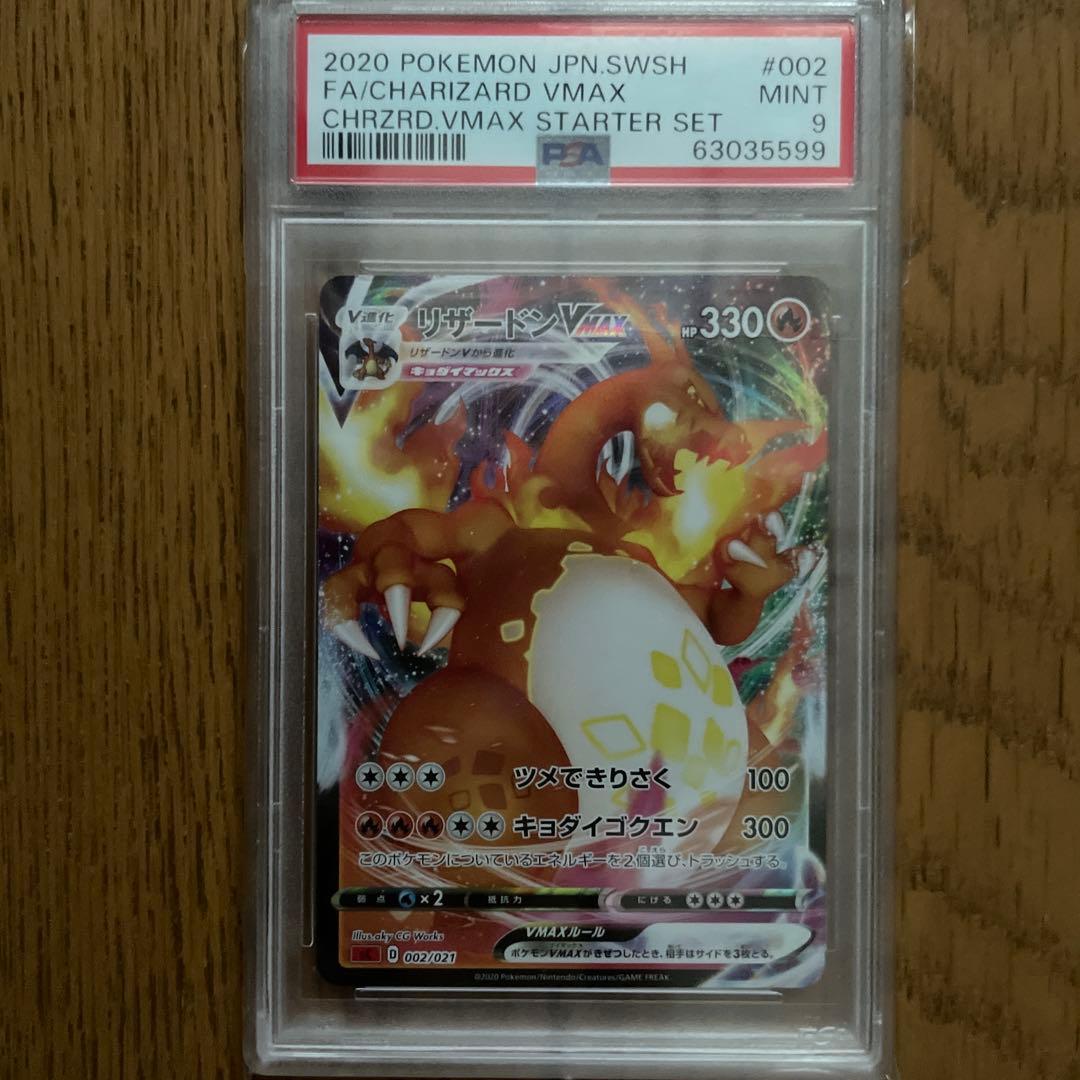 2020 POKEMON JPN.SWSH #002
FA/CHARIZARD VMAX MINT
CHRZRD.VMAX STARTER SET 9
PSA 63035599
V進化 リザードンVMAX HP 330
リザードンVから進化
キョダイマックス
ツメできりさく 100
キョダイゴクエン 300
このポケモンについているエネルギーを2個選び、トラッシュする。
弱点 ×2 抵抗力 にげる
Illus.aky CG Works
VMAXルール
ポケモンVMAXがきぜつしたとき、相手はサイドを3枚とる。
D 002/021
©2020 Pokémon/Nintendo/Creatures/GAME FREAK.